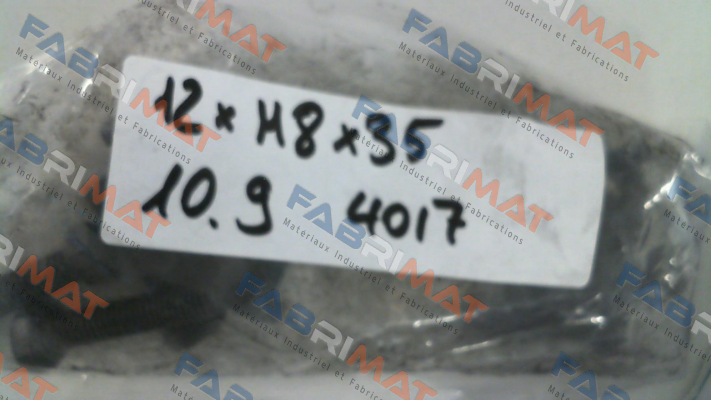 12 x M8 x 35
10.9 4017
FABRIMAT
Materiaux Industriel et Fabrications